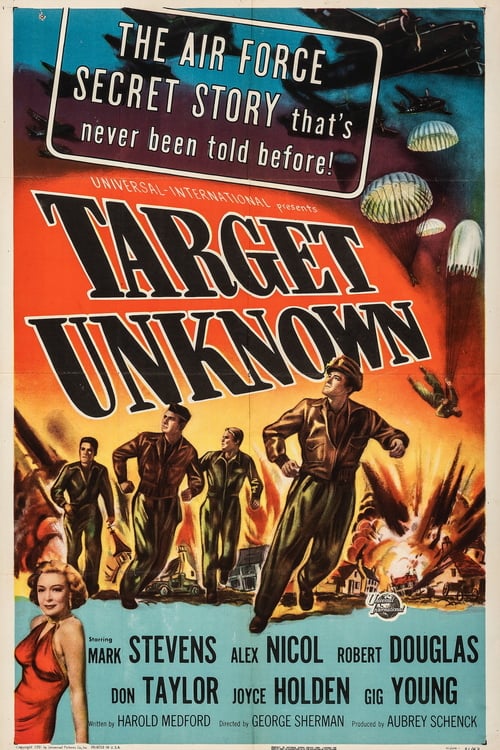 THE AIR FORCE
SECRET STORY that's
never been told before!
UNIVERSAL-INTERNATIONAL presents
TARGET
UNKNOWN
Starring
MARK STEVENS ALEX NICOL ROBERT DOUGLAS
DON TAYLOR JOYCE HOLDEN GIG YOUNG
Written by HAROLD MEDFORD Directed by GEORGE SHERMAN Produced by AUBREY SCHENCK
PRINTED IN U.S.A.